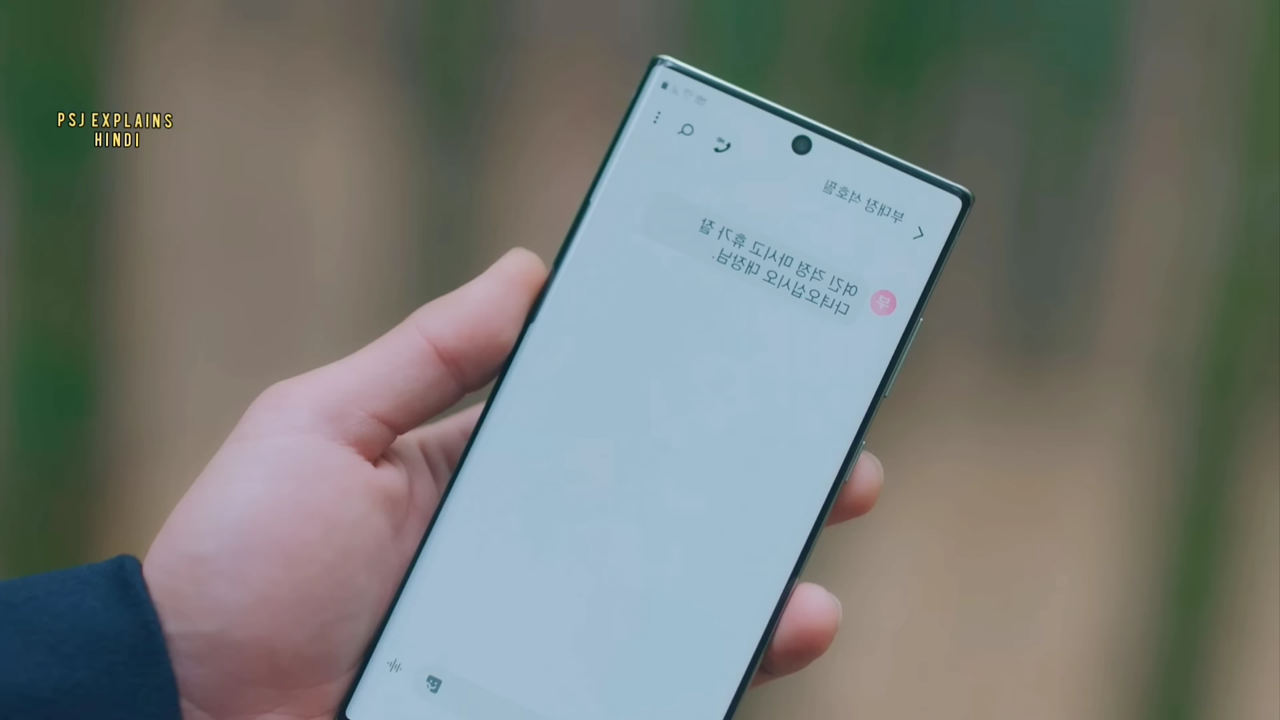 PSJ EXPLAINS
HINDI
부대장 석호필
여긴 걱정 마시고 휴가 잘
다녀오십시오 대장님.
부